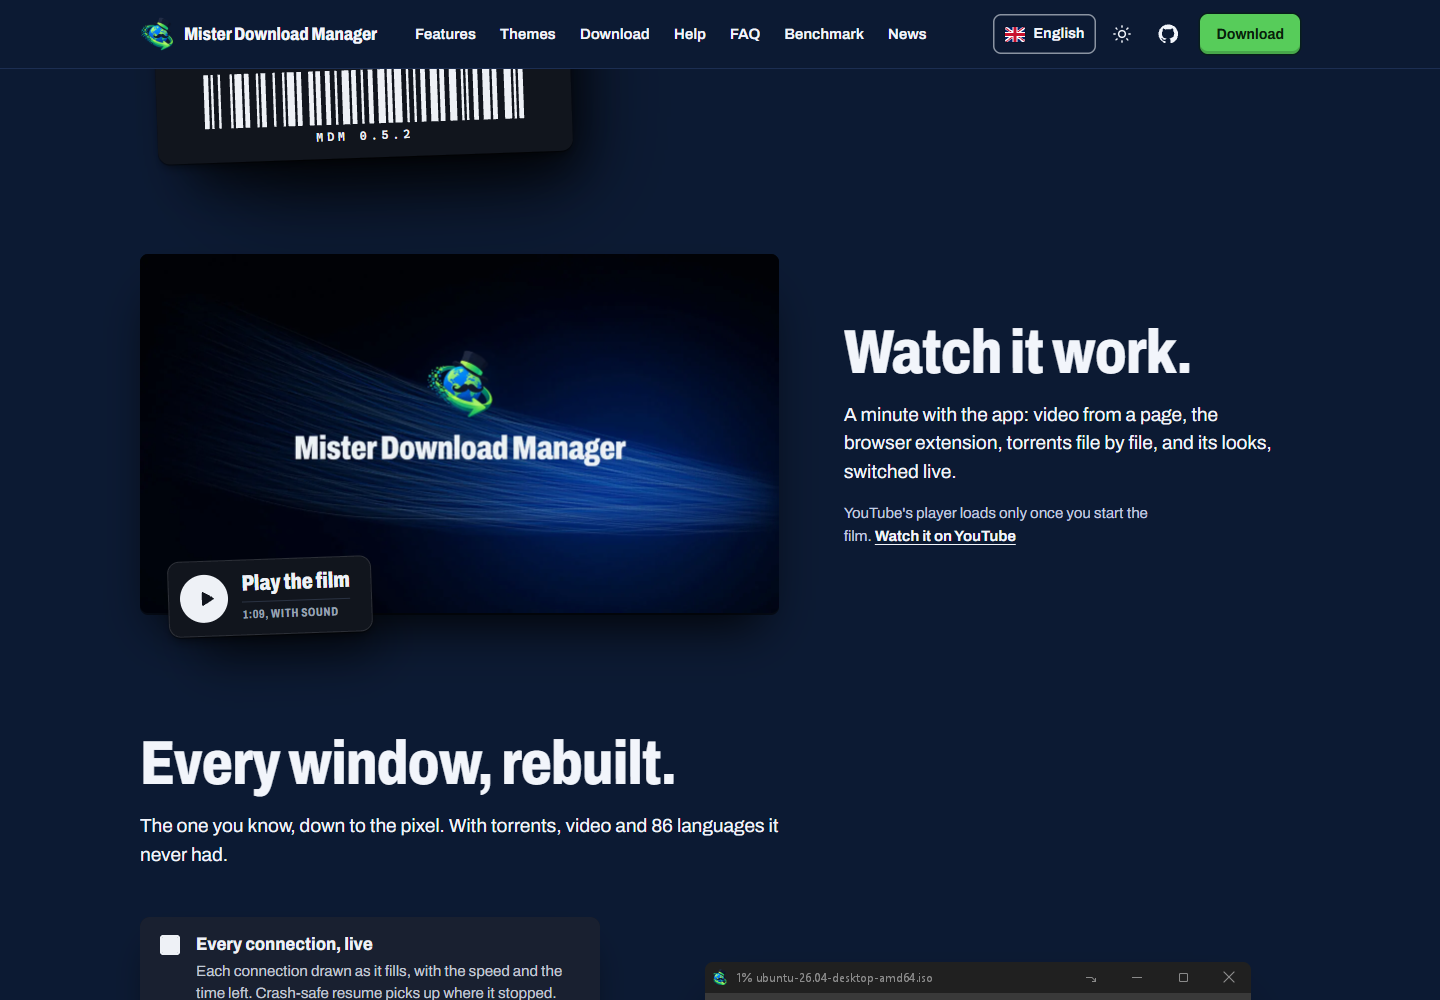 Mister Download Manager
Features
Themes
Download
Help
FAQ
Benchmark
News
English
Download
MDM 0.5.2
Mister Download Manager
Play the film
1:09, WITH SOUND
Watch it work.
A minute with the app: video from a page, the
browser extension, torrents file by file, and its looks,
switched live.
YouTube's player loads only once you start the
film. Watch it on YouTube
Every window, rebuilt.
The one you know, down to the pixel. With torrents, video and 86 languages it
never had.
Every connection, live
Each connection drawn as it fills, with the speed and the
time left. Crash-safe resume picks up where it stopped.
1% ubuntu-26.04-desktop-amd64.iso